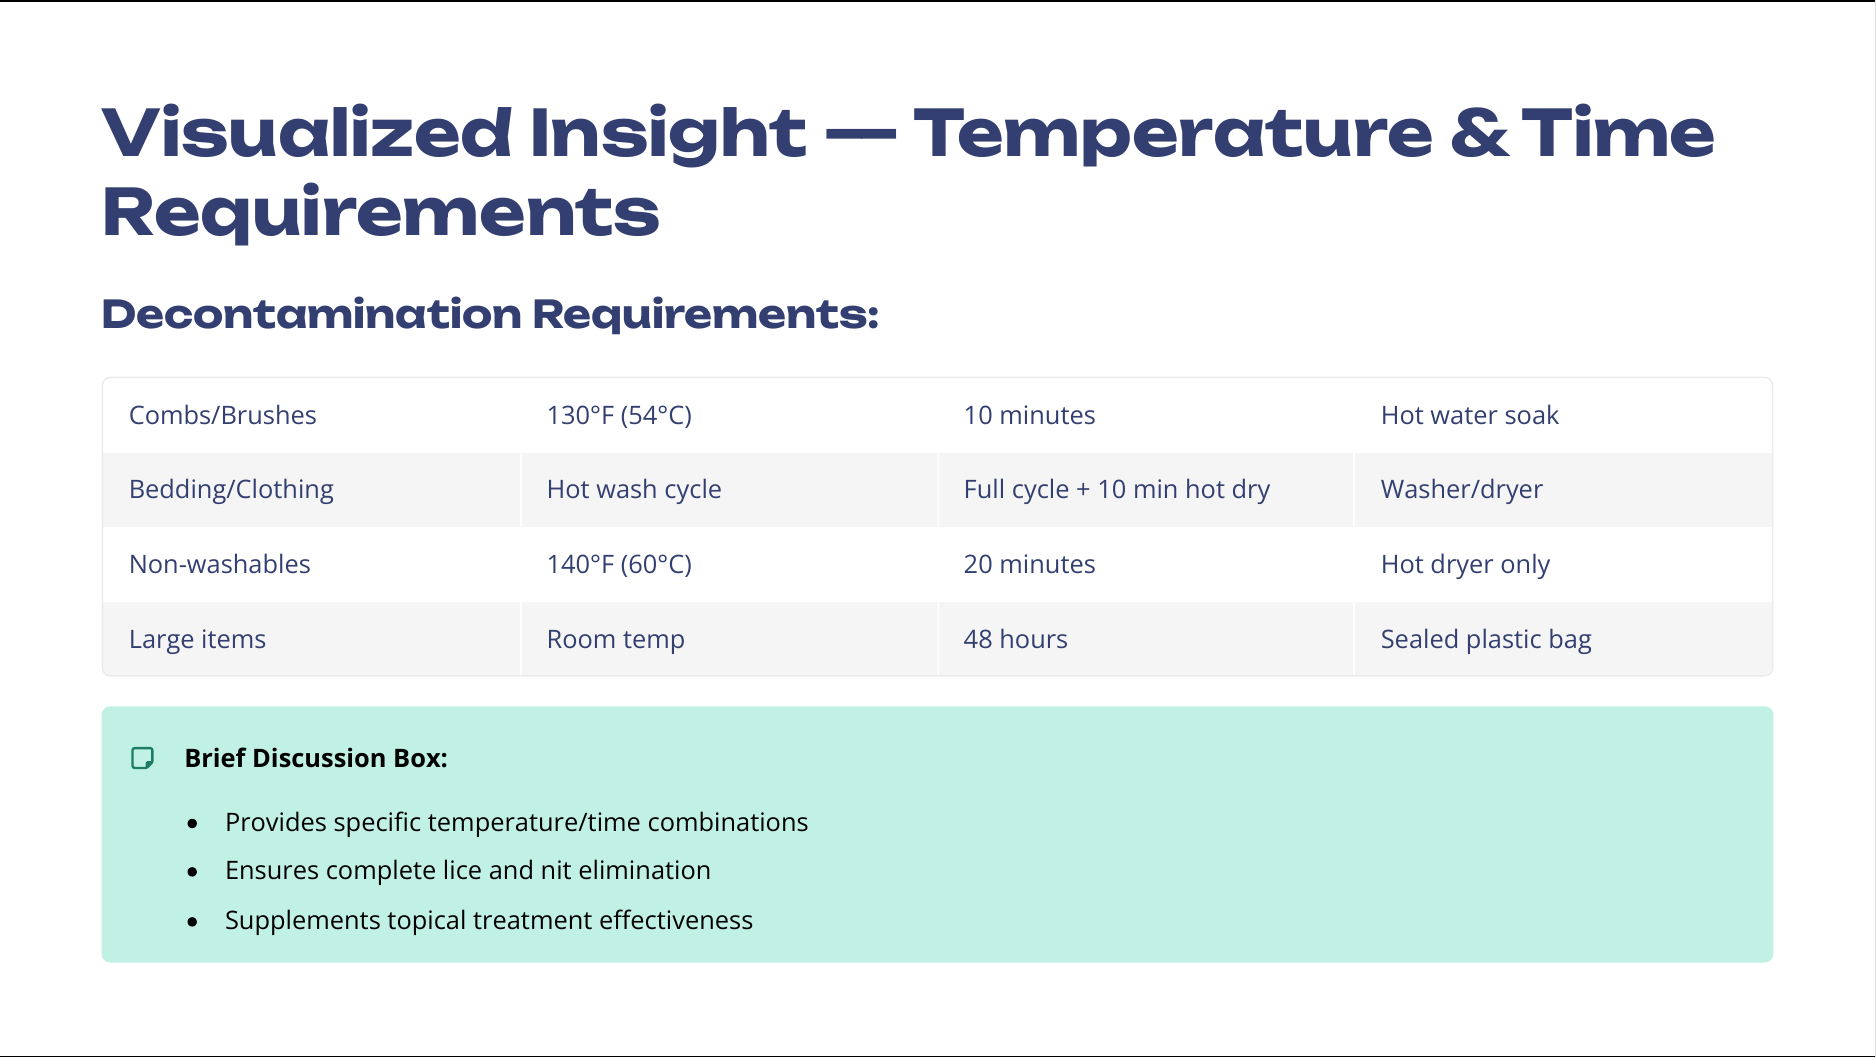 Visualized Insight — Temperature & Time
Requirements
Decontamination Requirements:
Combs/Brushes 130°F (54°C) 10 minutes Hot water soak
Bedding/Clothing Hot wash cycle Full cycle + 10 min hot dry Washer/dryer
Non-washables 140°F (60°C) 20 minutes Hot dryer only
Large items Room temp 48 hours Sealed plastic bag
Brief Discussion Box:
• Provides specific temperature/time combinations
• Ensures complete lice and nit elimination
• Supplements topical treatment effectiveness